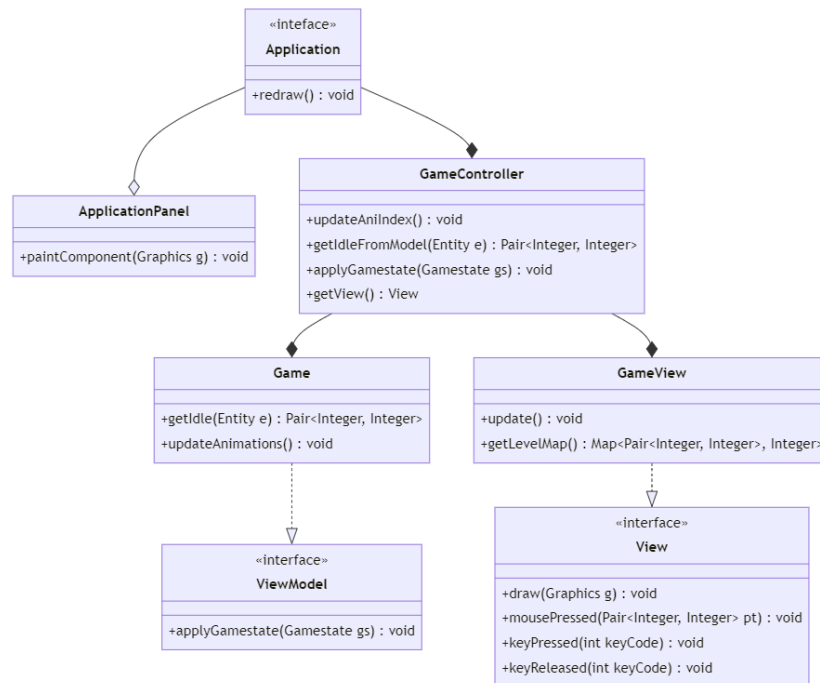 «inteface»
Application
+redraw() : void
ApplicationPanel
+paintComponent(Graphics g) : void
GameController
+updateAniIndex() : void
+getIdleFromModel(Entity e) : Pair<Integer, Integer>
+applyGamestate(Gamestate gs) : void
+getView() : View
Game
+getIdle(Entity e) : Pair<Integer, Integer>
+updateAnimations() : void
GameView
+update() : void
+getLevelMap() : Map<Pair<Integer, Integer>, Integer>
«interface»
ViewModel
+applyGamestate(Gamestate gs) : void
«interface»
View
+draw(Graphics g) : void
+mousePressed(Pair<Integer, Integer> pt) : void
+keyPressed(int keyCode) : void
+keyReleased(int keyCode) : void